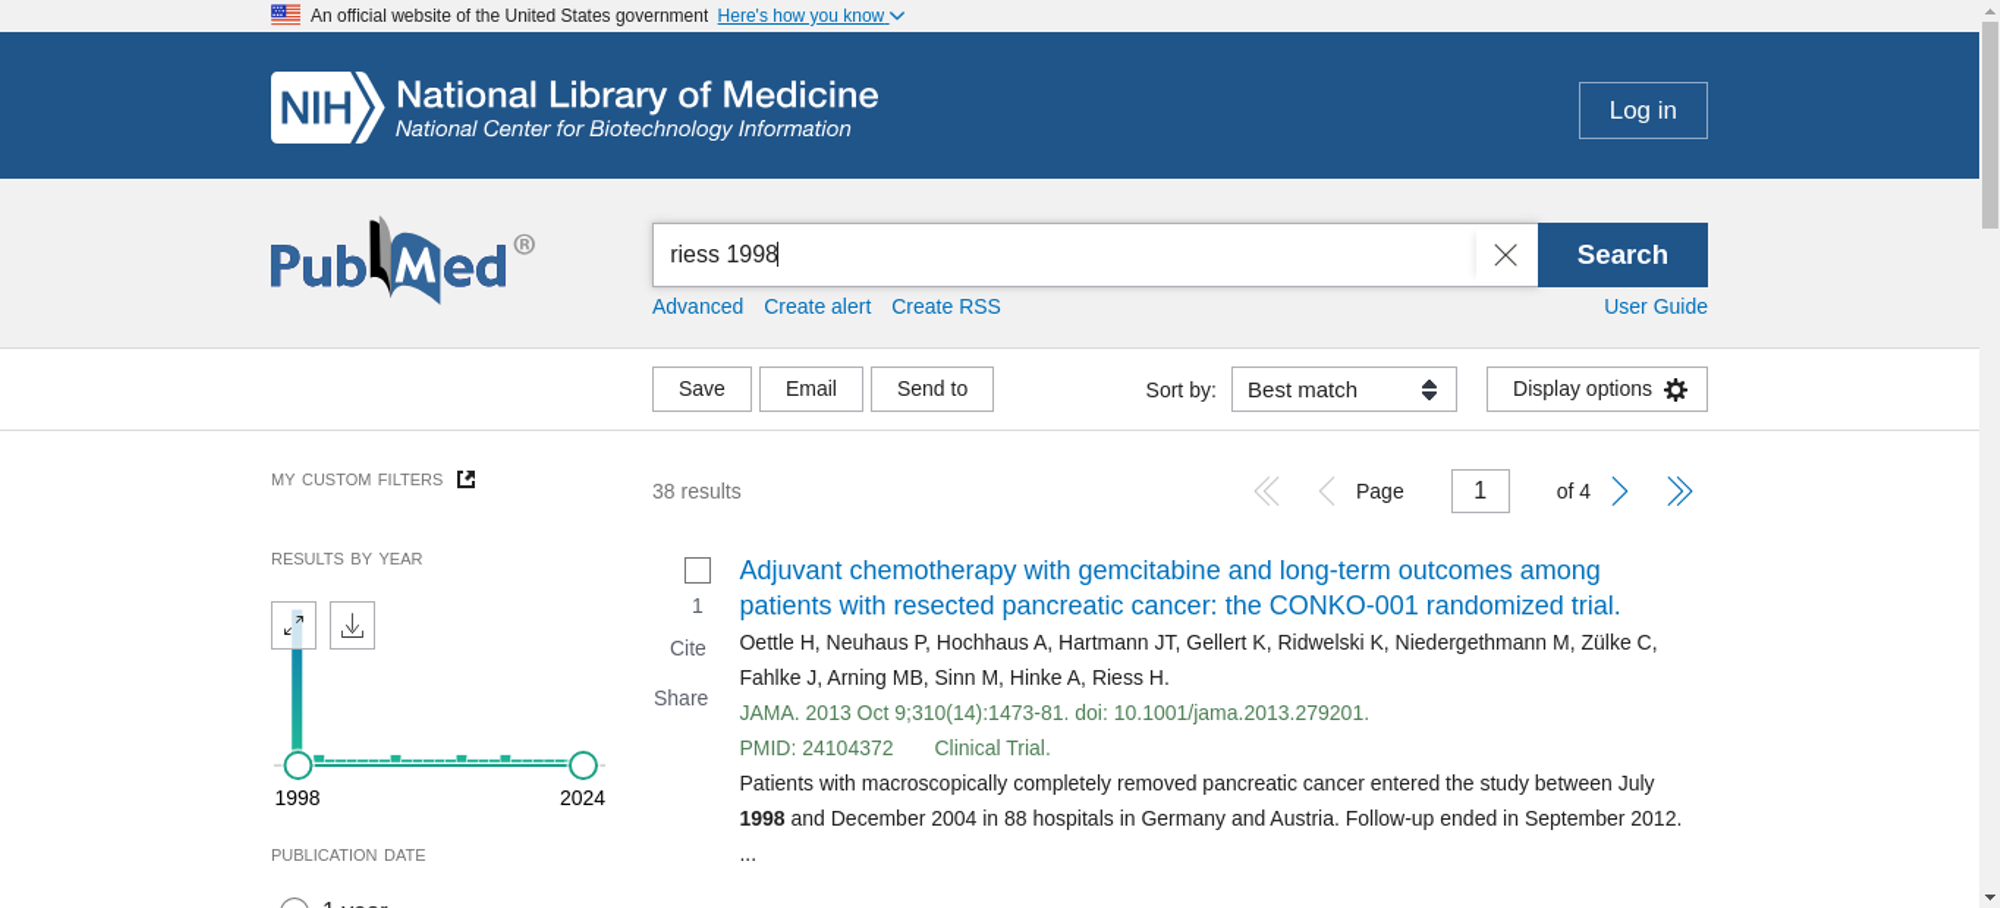 An official website of the United States government Here's how you know
NIH National Library of Medicine
National Center for Biotechnology Information
Log in
PubMed®
riess 1998
Search
Advanced Create alert Create RSS User Guide
Save Email Send to Sort by: Best match Display options
MY CUSTOM FILTERS
38 results Page 1 of 4
RESULTS BY YEAR
1998 2024
PUBLICATION DATE
1 year
1
Cite
Share
Adjuvant chemotherapy with gemcitabine and long-term outcomes among
patients with resected pancreatic cancer: the CONKO-001 randomized trial.
Oettle H, Neuhaus P, Hochhaus A, Hartmann JT, Gellert K, Ridwelski K, Niedergethmann M, Zülke C,
Fahlke J, Arning MB, Sinn M, Hinke A, Riess H.
JAMA. 2013 Oct 9;310(14):1473-81. doi: 10.1001/jama.2013.279201.
PMID: 24104372 Clinical Trial.
Patients with macroscopically completely removed pancreatic cancer entered the study between July
1998 and December 2004 in 88 hospitals in Germany and Austria. Follow-up ended in September 2012.
...